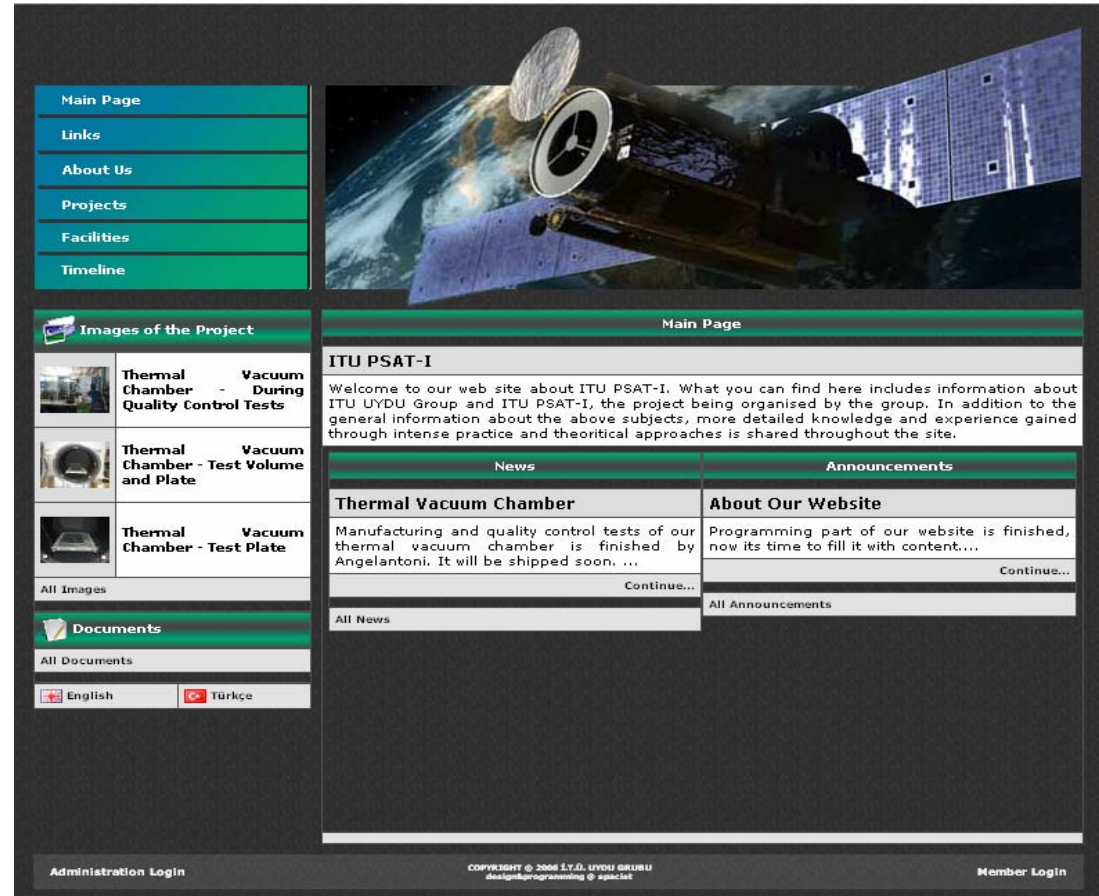 Main Page
Links
About Us
Projects
Facilities
Timeline
Images of the Project
Thermal Vacuum
Chamber - During
Quality Control Tests
Thermal Vacuum
Chamber - Test Volume
and Plate
Thermal Vacuum
Chamber - Test Plate
All Images
Documents
All Documents
English
Türkçe
Main Page
ITU PSAT-I
Welcome to our web site about ITU PSAT-I. What you can find here includes information about
ITU UYDU Group and ITU PSAT-I, the project being organised by the group. In addition to the
general information about the above subjects, more detailed knowledge and experience gained
through intense practice and theoritical approaches is shared throughout the site.
News
Thermal Vacuum Chamber
Manufacturing and quality control tests of our
thermal vacuum chamber is finished by
Angelantoni. It will be shipped soon. ...
Continue...
All News
Announcements
About Our Website
Programming part of our website is finished,
now its time to fill it with content....
Continue...
All Announcements
Administration Login
COPYRIGHT © 2006 İ.T.Ü. UYDU GRUBU
design&programming @ spacist
Member Login